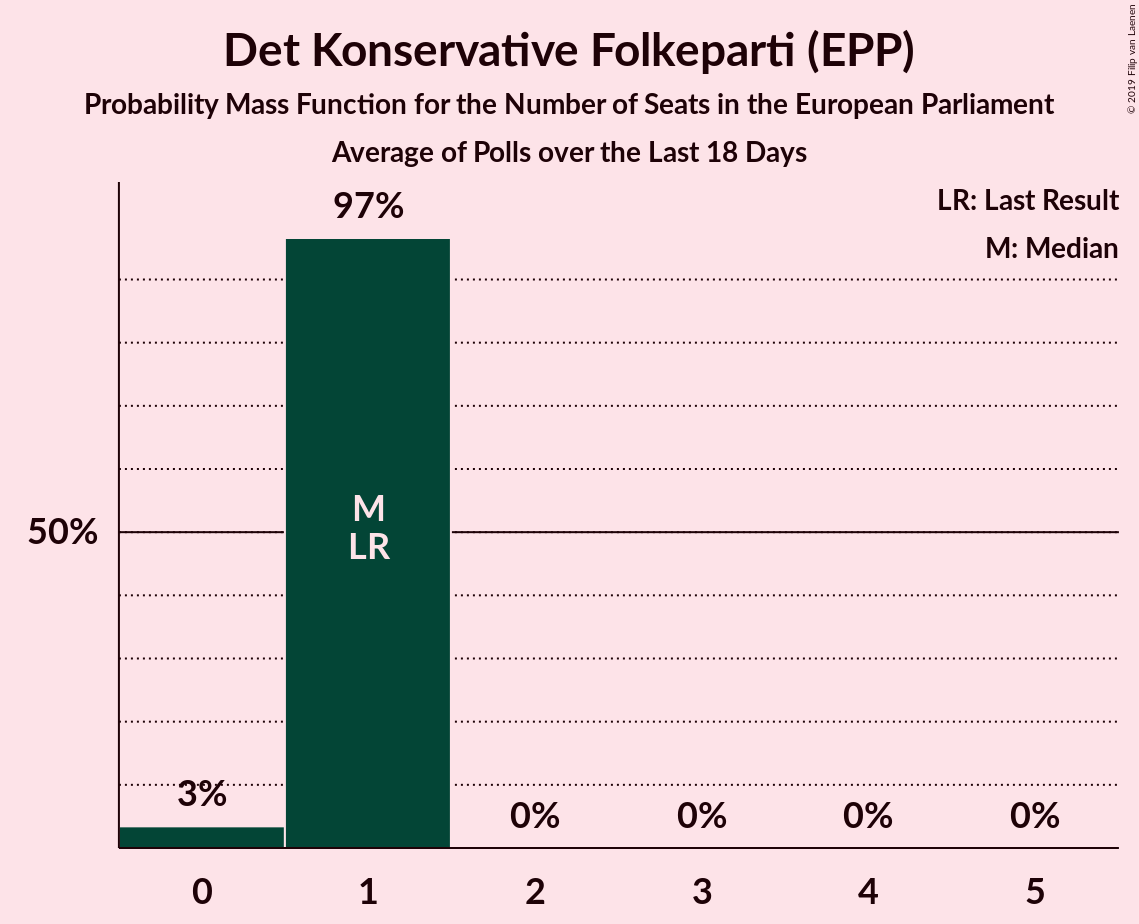 Det Konservative Folkeparti (EPP)
Probability Mass Function for the Number of Seats in the European Parliament
Average of Polls over the Last 18 Days
© 2019 Filip van Laenen
LR: Last Result
M: Median
97%
M
LR
50%
3%
0%
0%
0%
0%
0
1
2
3
4
5